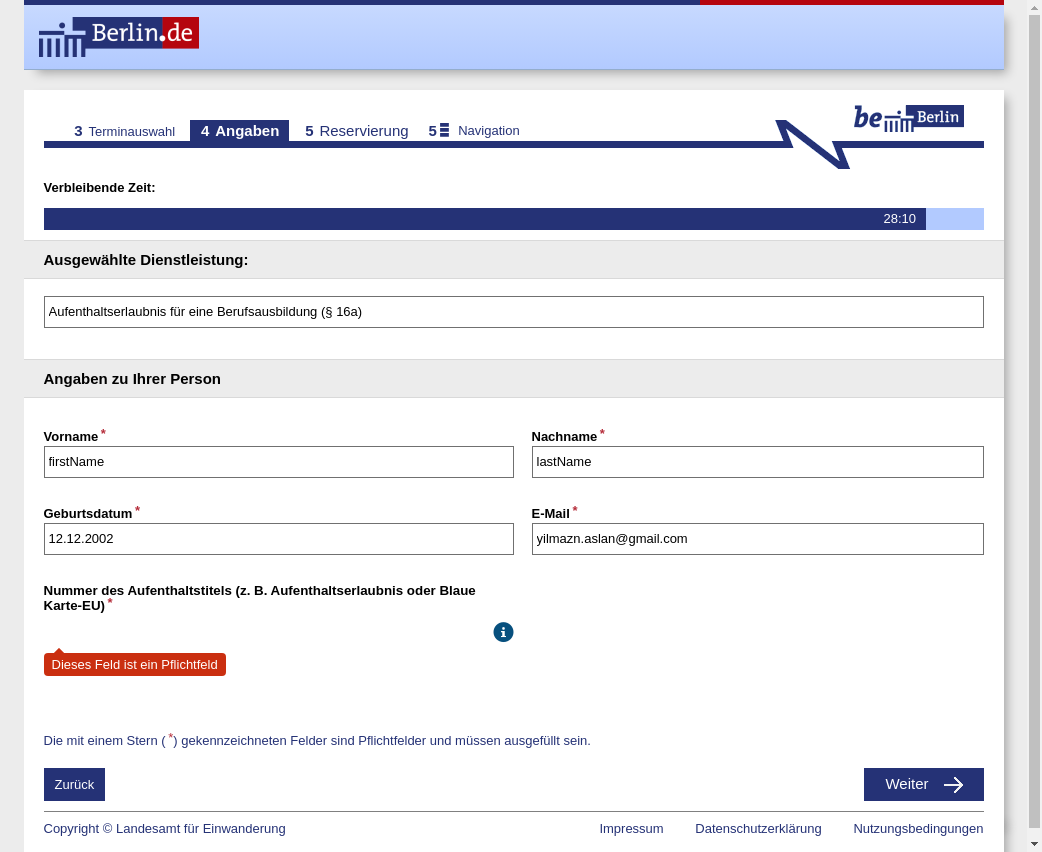 Berlin.de
be Berlin
3 Terminauswahl 4 Angaben 5 Reservierung 5 Navigation
Verbleibende Zeit:
28:10
Ausgewählte Dienstleistung:
Aufenthaltserlaubnis für eine Berufsausbildung (§ 16a)
Angaben zu Ihrer Person
Vorname * Nachname *
firstName lastName
Geburtsdatum * E-Mail *
12.12.2002 yilmazn.aslan@gmail.com
Nummer des Aufenthaltstitels (z. B. Aufenthaltserlaubnis oder Blaue
Karte-EU) *
Dieses Feld ist ein Pflichtfeld
Die mit einem Stern ( *) gekennzeichneten Felder sind Pflichtfelder und müssen ausgefüllt sein.
Zurück Weiter
Copyright © Landesamt für Einwanderung Impressum Datenschutzerklärung Nutzungsbedingungen